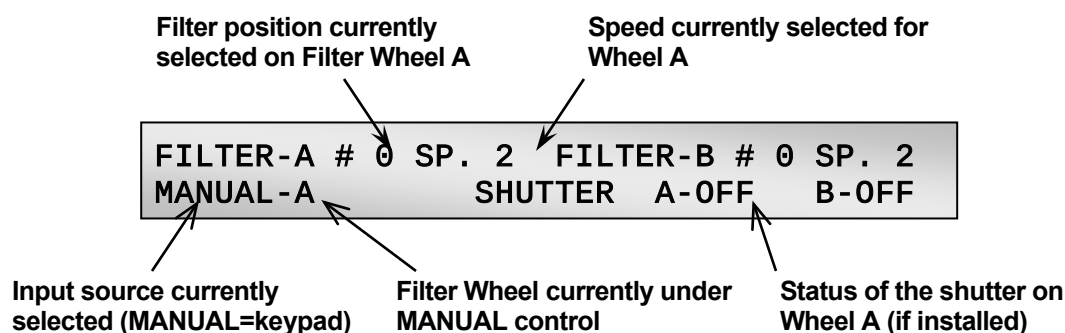 Filter position currently
selected on Filter Wheel A
Speed currently selected for
Wheel A
FILTER-A # 0 SP. 2 FILTER-B # 0 SP. 2
MANUAL-A SHUTTER A-OFF B-OFF
Input source currently
selected (MANUAL=keypad)
Filter Wheel currently under
MANUAL control
Status of the shutter on
Wheel A (if installed)